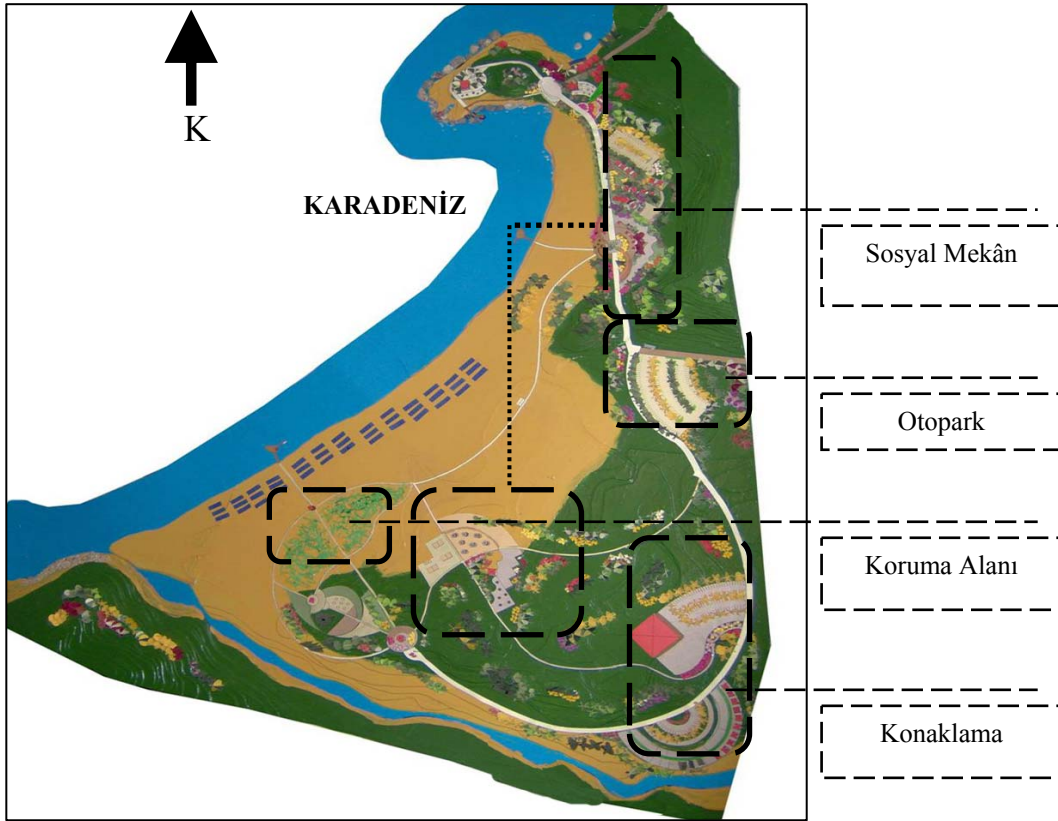 K
KARADENİZ
Sosyal Mekân
Otopark
Koruma Alanı
Konaklama